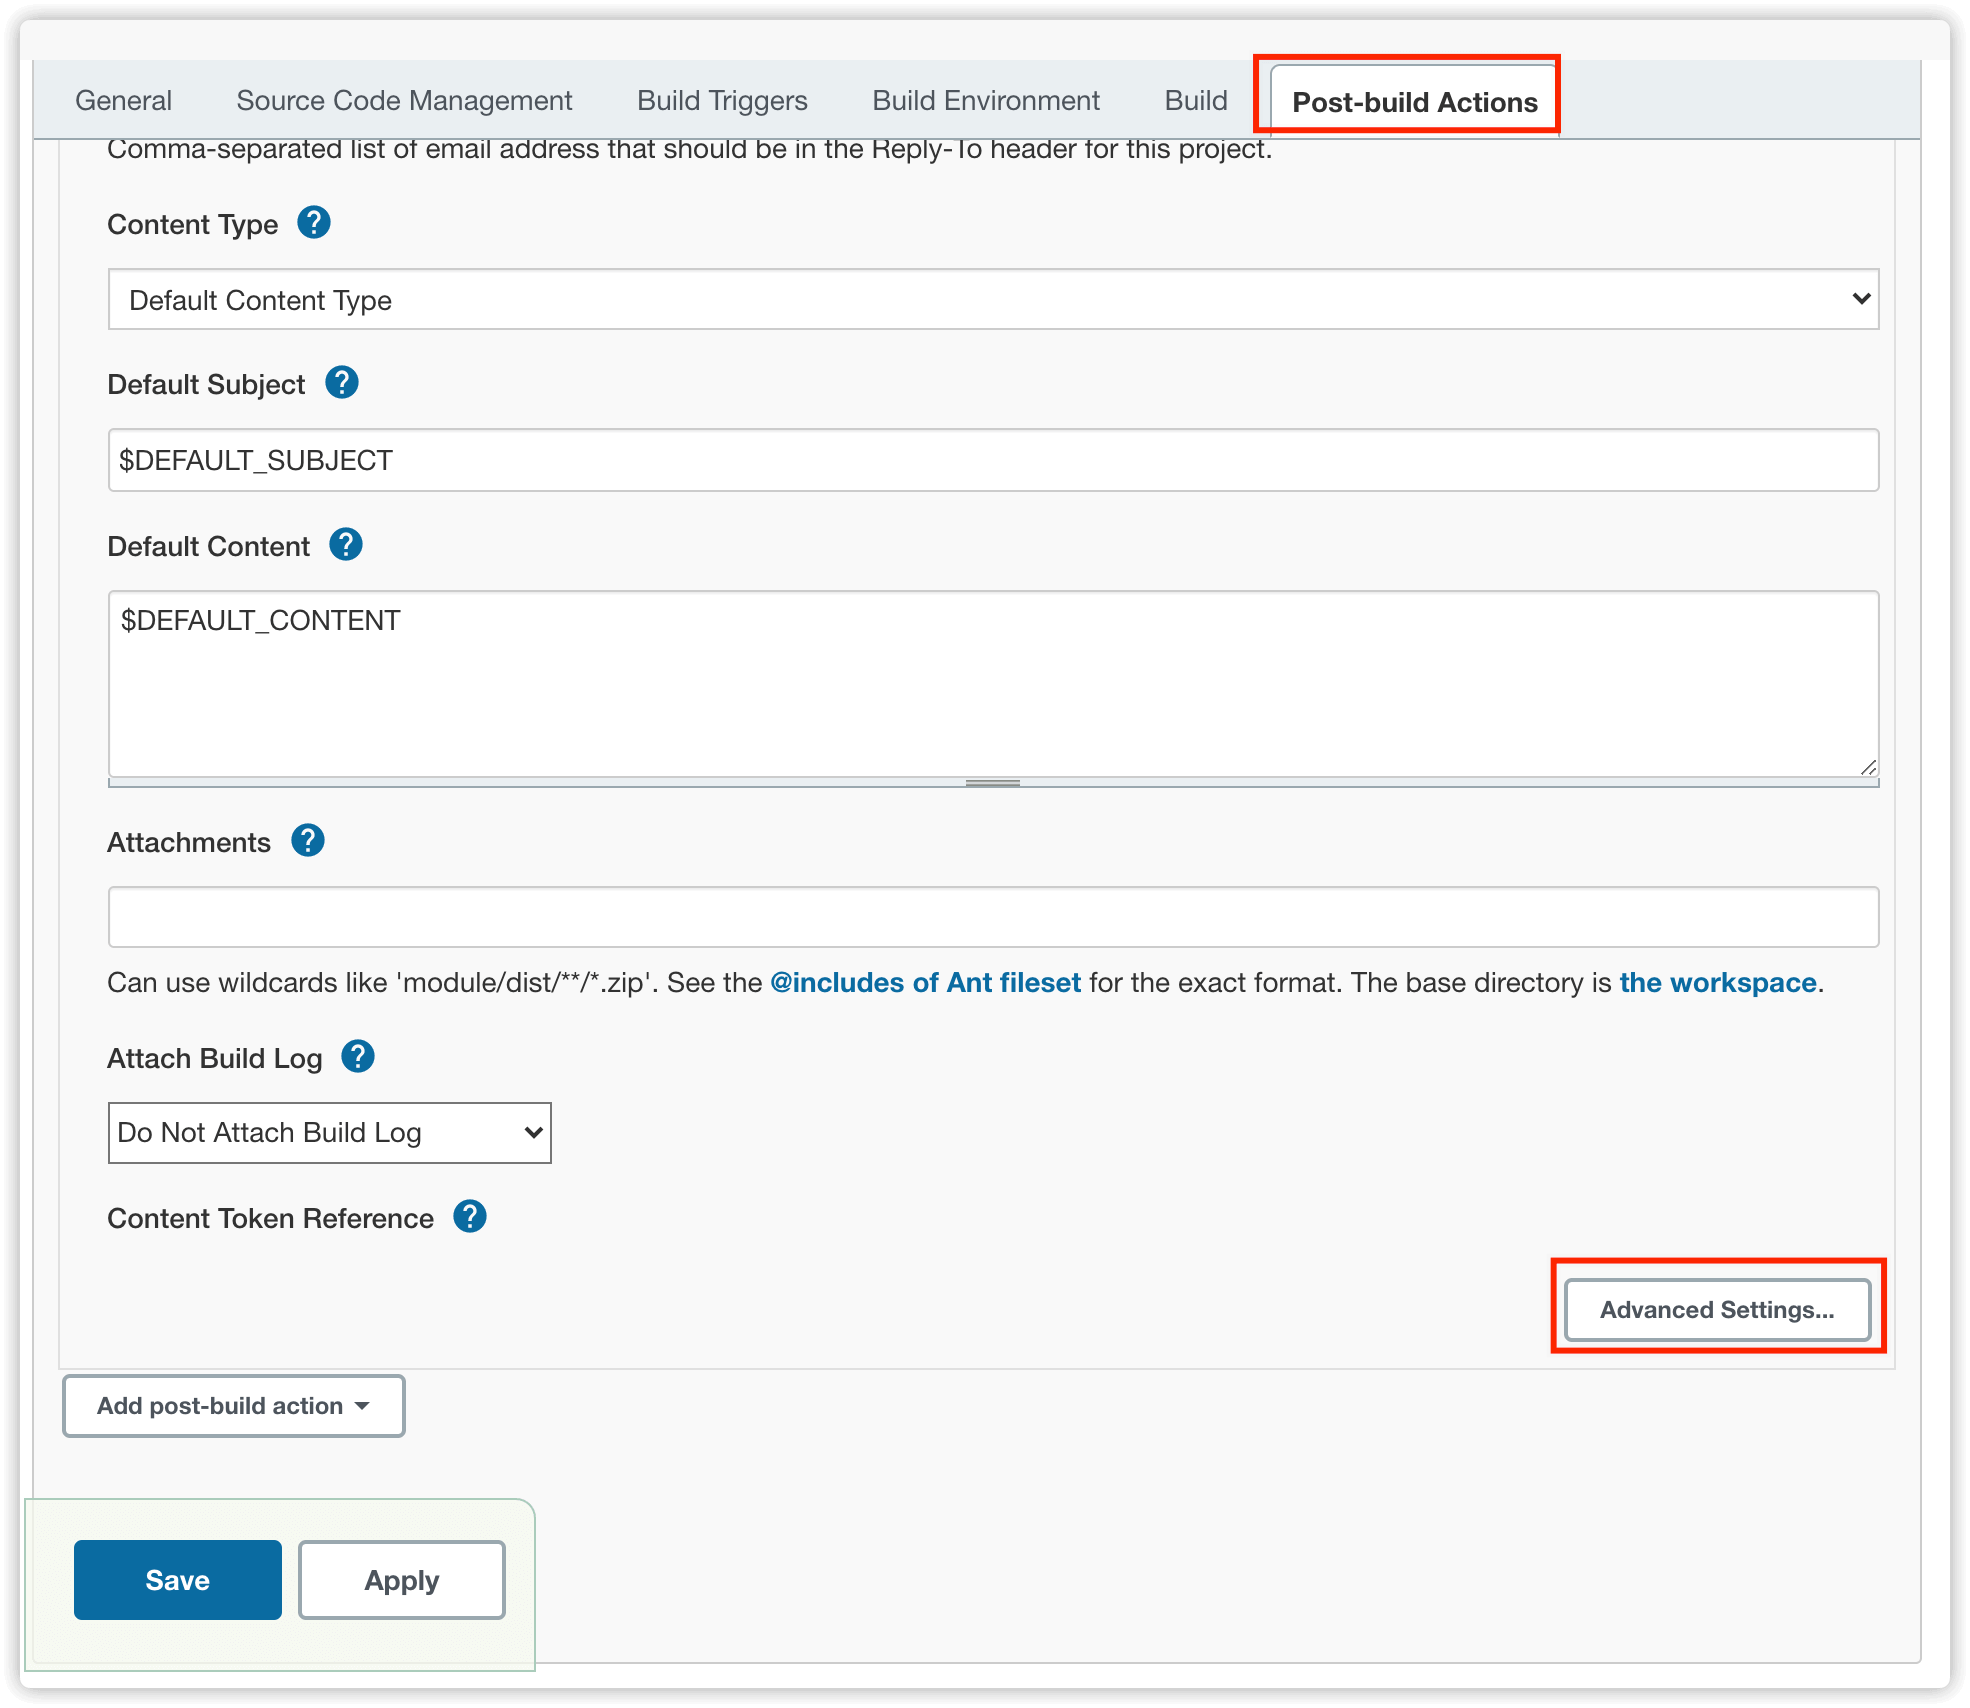 General Source Code Management Build Triggers Build Environment Build Post-build Actions
Comma-separated list of email address that should be in the Reply-To header for this project.
Content Type ?
Default Content Type
Default Subject ?
$DEFAULT_SUBJECT
Default Content ?
$DEFAULT_CONTENT
Attachments ?
Can use wildcards like 'module/dist/**/*.zip'. See the @includes of Ant fileset for the exact format. The base directory is the workspace.
Attach Build Log ?
Do Not Attach Build Log
Content Token Reference ?
Advanced Settings...
Add post-build action
Save Apply